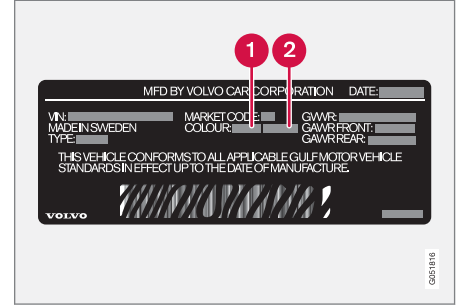 1 2
MFD BY VOLVO CAR CORPORATION DATE:
VIN: MARKET CODE: GVWR:
MADE IN SWEDEN COLOUR: GAWR FRONT:
TYPE: GAWR REAR:
THIS VEHICLE CONFORMS TO ALL APPLICABLE GULF MOTOR VEHICLE
STANDARDS IN EFFECT UP TO THE DATE OF MANUFACTURE.
VOLVO
G051816